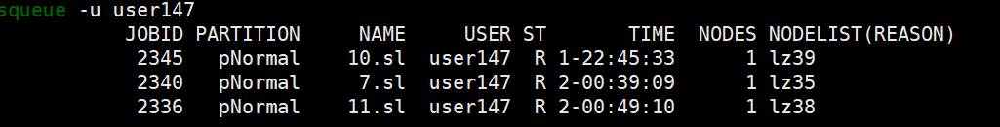 squeue -u user147
JOBID PARTITION NAME USER ST TIME NODES NODELIST(REASON)
2345 pNormal 10.sl user147 R 1-22:45:33 1 lz39
2340 pNormal 7.sl user147 R 2-00:39:09 1 lz35
2336 pNormal 11.sl user147 R 2-00:49:10 1 lz38